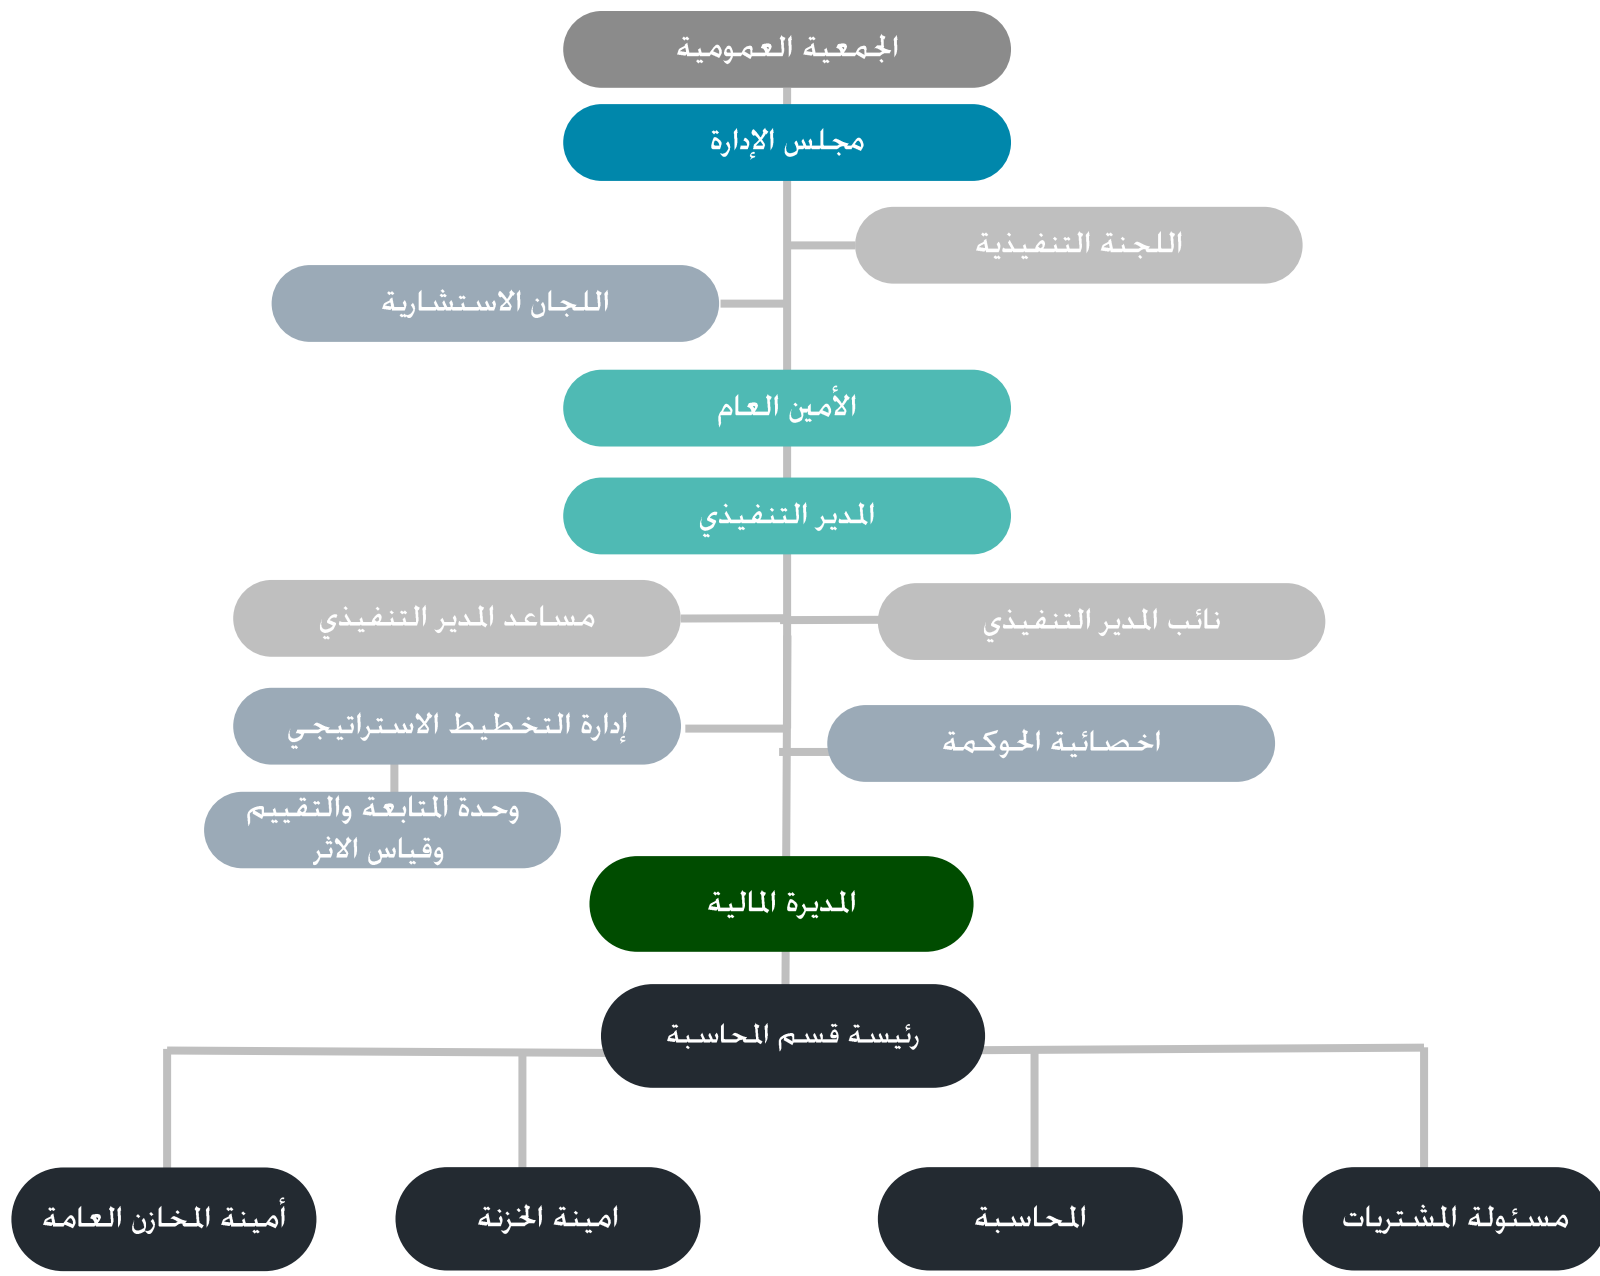 الجمعية العمومية
مجلس الإدارة
اللجنة التنفيذية
اللجان الاستشارية
الأمين العام
المدير التنفيذي
نائب المدير التنفيذي
مساعد المدير التنفيذي
اخصائية الحوكمة
إدارة التخطيط الاستراتيجي
وحدة المتابعة والتقييم
وقياس الاثر
المديرة المالية
رئيسة قسم المحاسبة
مسئولة المشتريات
المحاسبة
امينة الخزنة
أمينة المخازن العامة